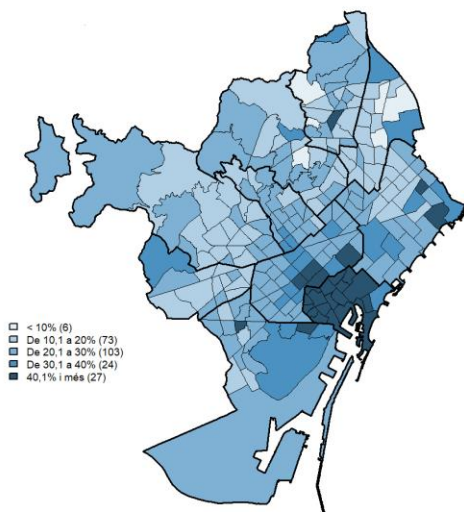 < 10% (6)
De 10,1 a 20% (73)
De 20,1 a 30% (103)
De 30,1 a 40% (24)
40,1% i més (27)